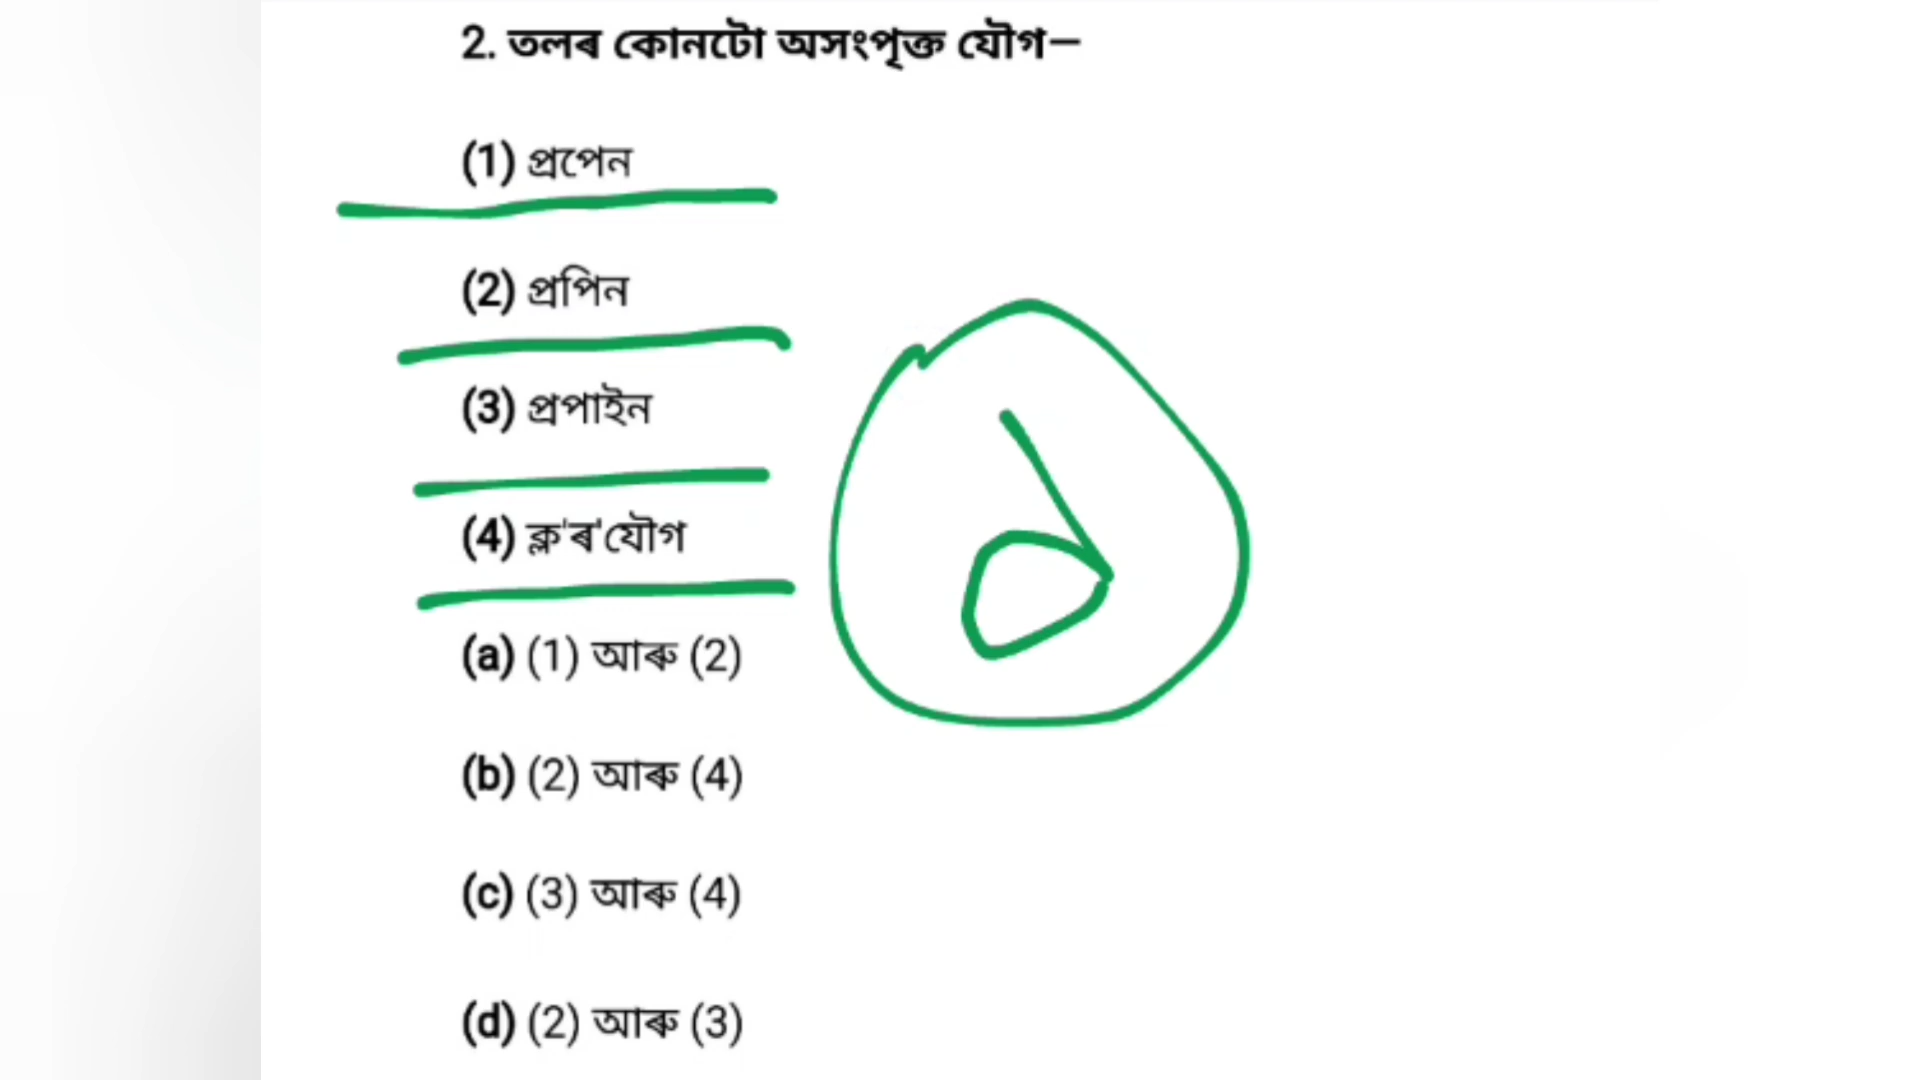 2. তলৰ কোনটো অসংপৃক্ত যৌগ—
(1) প্ৰপেন
(2) প্ৰপিন
(3) প্ৰপাইন
(4) ক্ল'ৰ'যৌগ
(a) (1) আৰু (2)
(b) (2) আৰু (4)
(c) (3) আৰু (4)
(d) (2) আৰু (3)